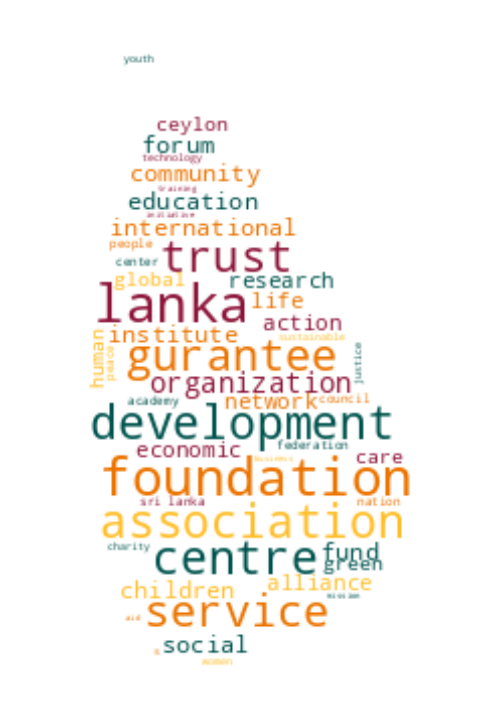 youth
ceylon
forum
technology
community
training
education
initiative
international
people
trust
center
global
research
lanka
life
action
institute
sustainable
human
peace
gurantee
justice
organization
academy
network
council
development
economic
federation
business
care
foundation
sri lanka
nation
association
charity
centre
fund
green
children
alliance
mission
aid
service
social
women